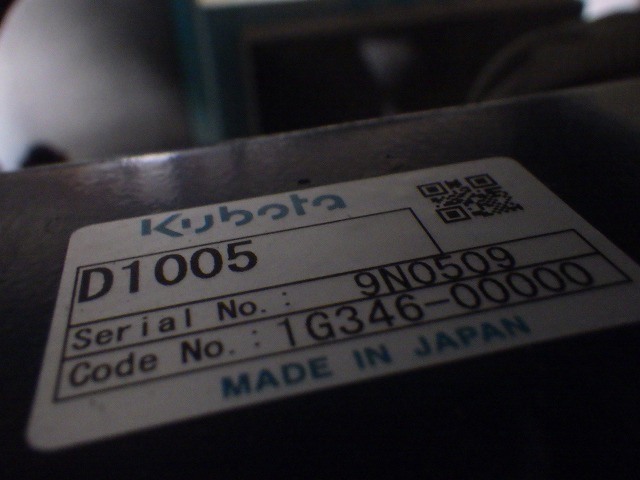 Kubota
D1005
Serial No.: 9N0509
Code No.: 1G346-00000
MADE IN JAPAN